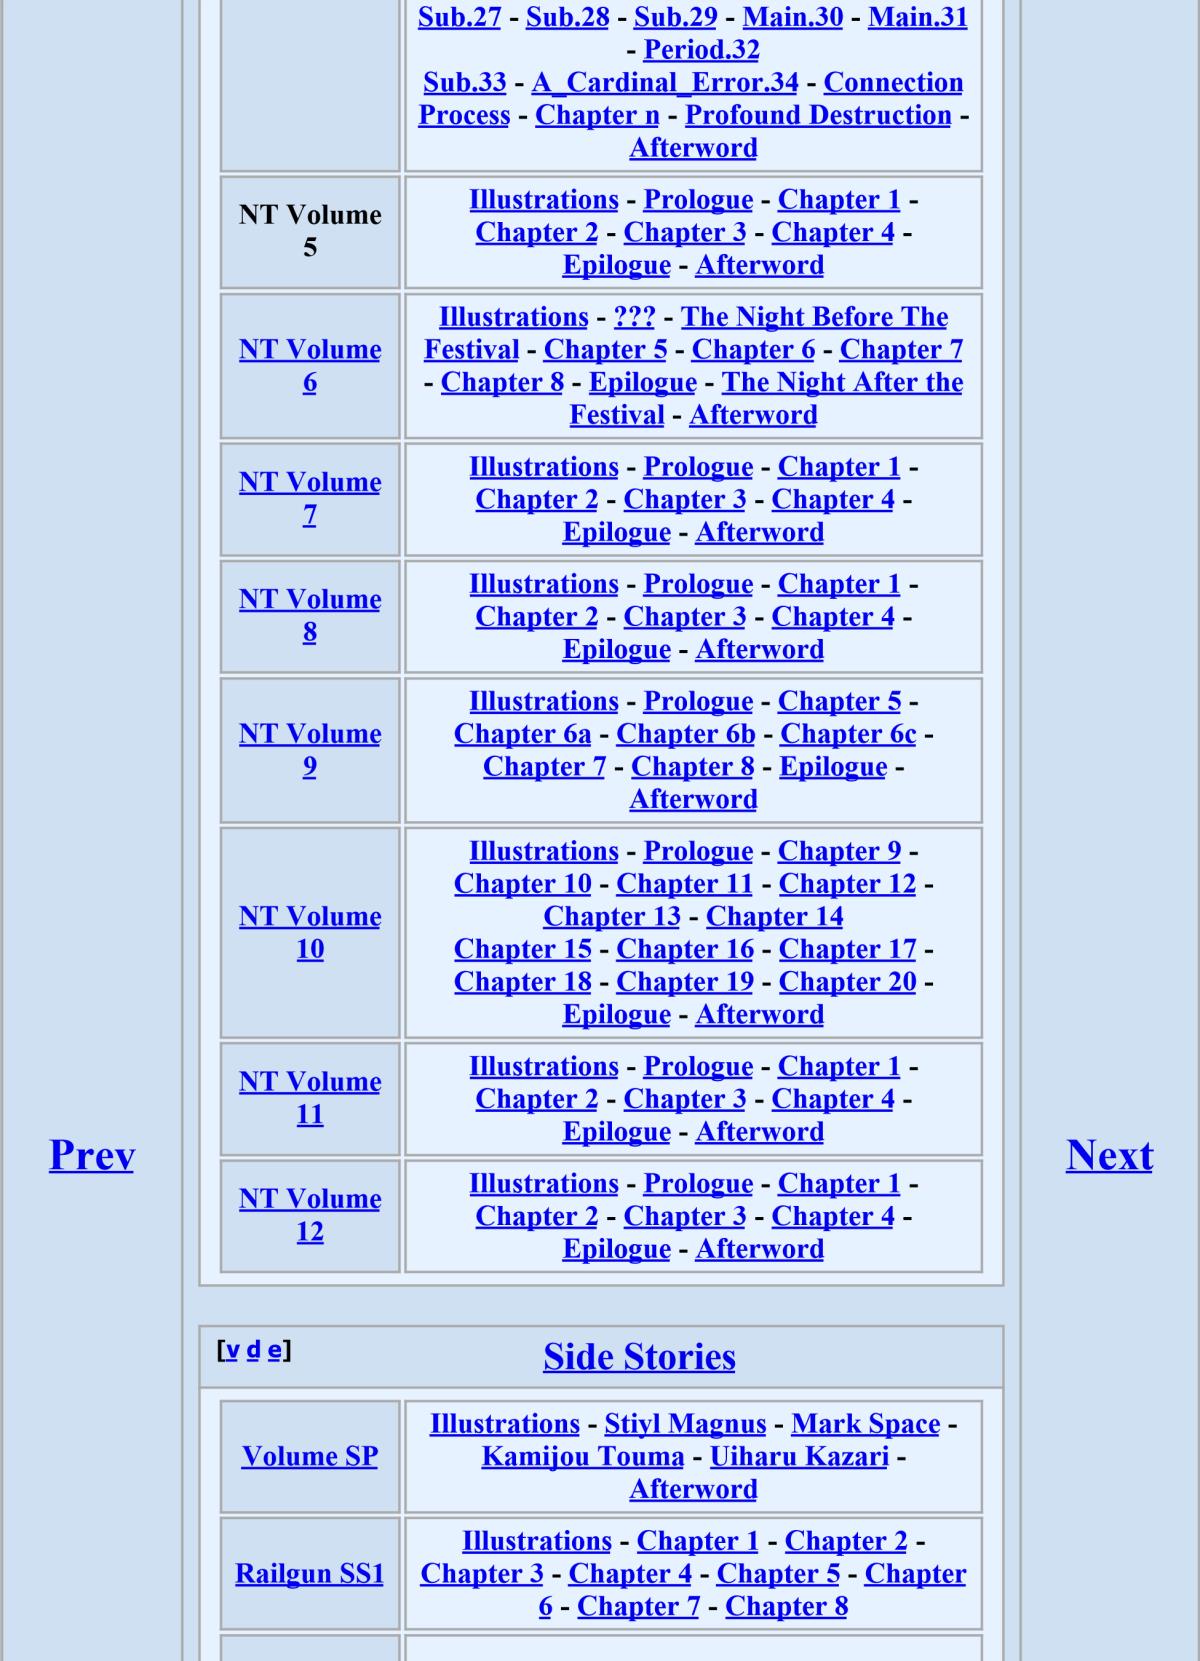 Sub.27 - Sub.28 - Sub.29 - Main.30 - Main.31
- Period.32
Sub.33 - A_Cardinal_Error.34 - Connection
Process - Chapter n - Profound Destruction -
Afterword
NT Volume
5
Illustrations - Prologue - Chapter 1 -
Chapter 2 - Chapter 3 - Chapter 4 -
Epilogue - Afterword
NT Volume
6
Illustrations - ??? - The Night Before The
Festival - Chapter 5 - Chapter 6 - Chapter 7
- Chapter 8 - Epilogue - The Night After the
Festival - Afterword
NT Volume
7
Illustrations - Prologue - Chapter 1 -
Chapter 2 - Chapter 3 - Chapter 4 -
Epilogue - Afterword
NT Volume
8
Illustrations - Prologue - Chapter 1 -
Chapter 2 - Chapter 3 - Chapter 4 -
Epilogue - Afterword
NT Volume
9
Illustrations - Prologue - Chapter 5 -
Chapter 6a - Chapter 6b - Chapter 6c -
Chapter 7 - Chapter 8 - Epilogue -
Afterword
NT Volume
10
Illustrations - Prologue - Chapter 9 -
Chapter 10 - Chapter 11 - Chapter 12 -
Chapter 13 - Chapter 14
Chapter 15 - Chapter 16 - Chapter 17 -
Chapter 18 - Chapter 19 - Chapter 20 -
Epilogue - Afterword
NT Volume
11
Illustrations - Prologue - Chapter 1 -
Chapter 2 - Chapter 3 - Chapter 4 -
Epilogue - Afterword
Prev
Next
NT Volume
12
Illustrations - Prologue - Chapter 1 -
Chapter 2 - Chapter 3 - Chapter 4 -
Epilogue - Afterword
[v d e]
Side Stories
Volume SP
Illustrations - Stiyl Magnus - Mark Space -
Kamijou Touma - Uiharu Kazari -
Afterword
Railgun SS1
Illustrations - Chapter 1 - Chapter 2 -
Chapter 3 - Chapter 4 - Chapter 5 - Chapter
6 - Chapter 7 - Chapter 8